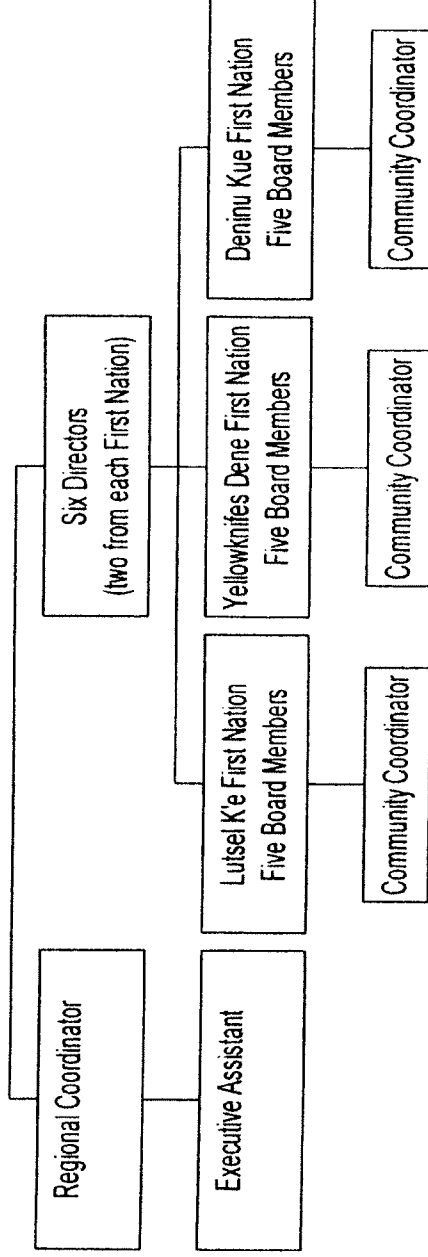 Regional Coordinator
Six Directors
(two from each First Nation)
Executive Assistant
Lutsel K'e First Nation
Five Board Members
Yellowknifes Dene First Nation
Five Board Members
Deninu Kue First Nation
Five Board Members
Community Coordinator
Community Coordinator
Community Coordinator